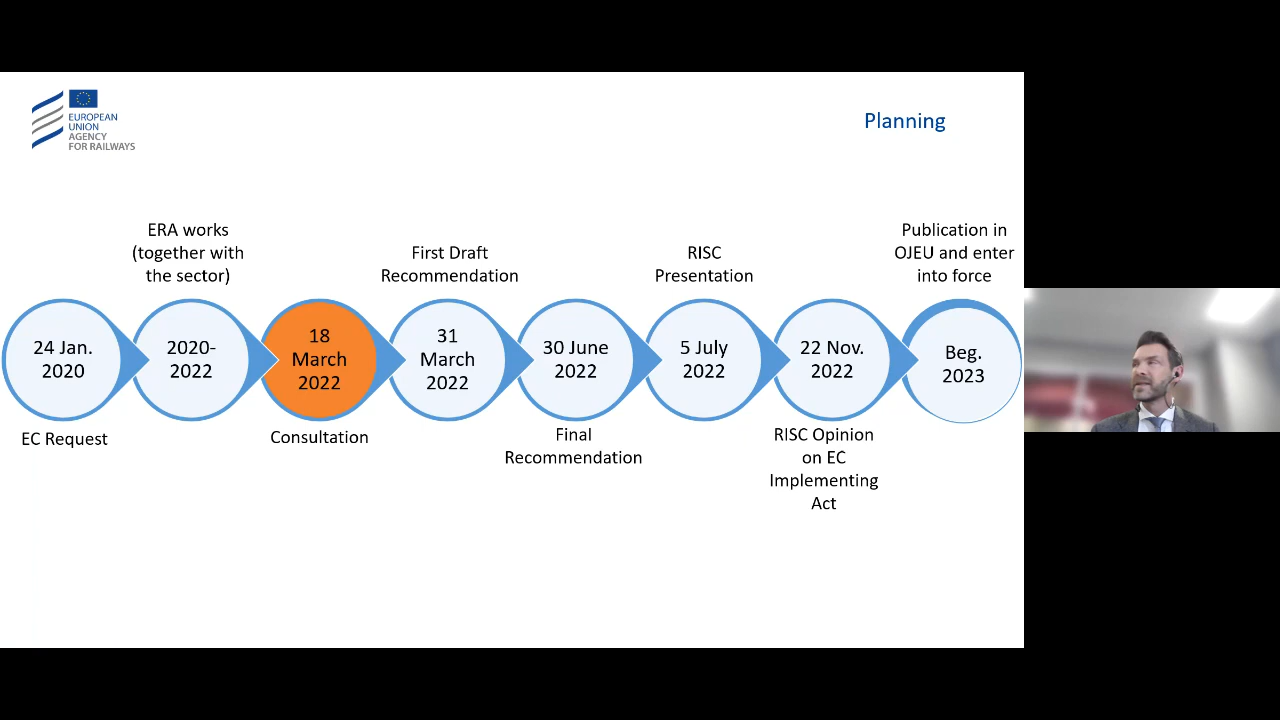 EUROPEAN
UNION
AGENCY
FOR RAILWAYS
Planning
ERA works
(together with
the sector)
First Draft
Recommendation
RISC
Presentation
Publication in
OJEU and enter
into force
24 Jan.
2020
2020-
2022
18
March
2022
31
March
2022
30 June
2022
5 July
2022
22 Nov.
2022
Beg.
2023
EC Request
Consultation
Final
Recommendation
RISC Opinion
on EC
Implementing
Act